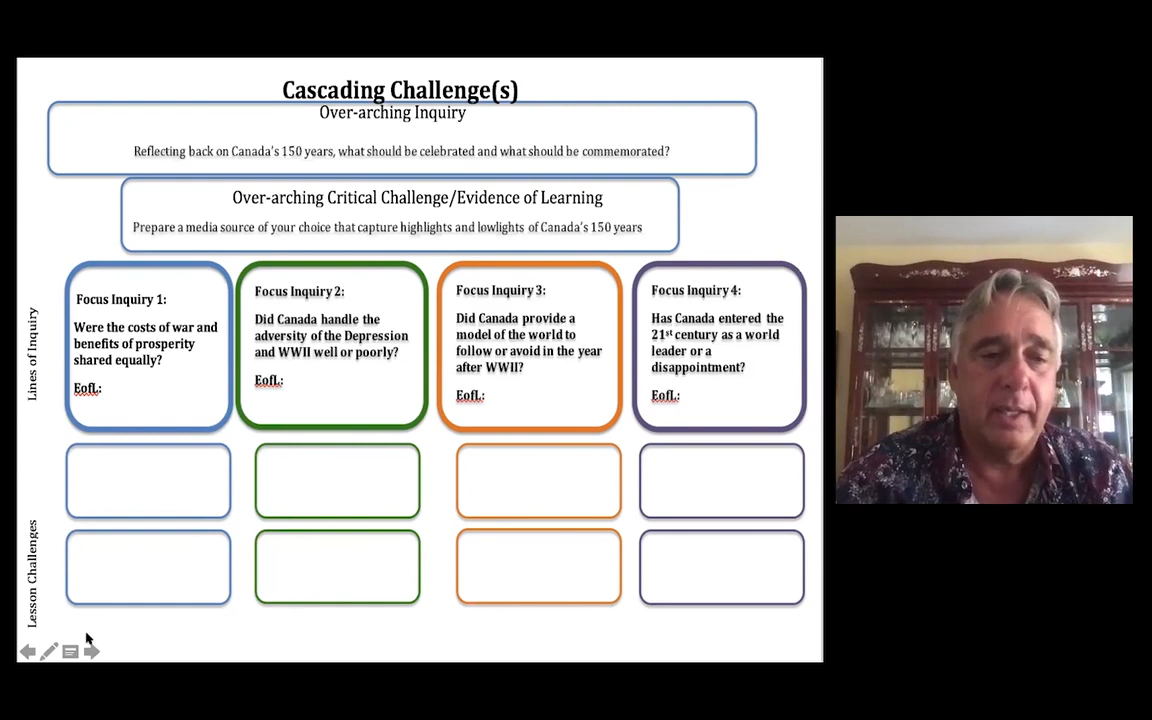 Cascading Challenge(s)
Over-arching Inquiry
Reflecting back on Canada's 150 years, what should be celebrated and what should be commemorated?
Over-arching Critical Challenge/Evidence of Learning
Prepare a media source of your choice that capture highlights and lowlights of Canada's 150 years
Lines of Inquiry
Focus Inquiry 1:
Were the costs of war and
benefits of prosperity
shared equally?
EofL:
Focus Inquiry 2:
Did Canada handle the
adversity of the Depression
and WWII well or poorly?
EofL:
Focus Inquiry 3:
Did Canada provide a
model of the world to
follow or avoid in the year
after WWII?
EofL:
Focus Inquiry 4:
Has Canada entered the
21st century as a world
leader or a
disappointment?
EofL:
Lesson Challenges